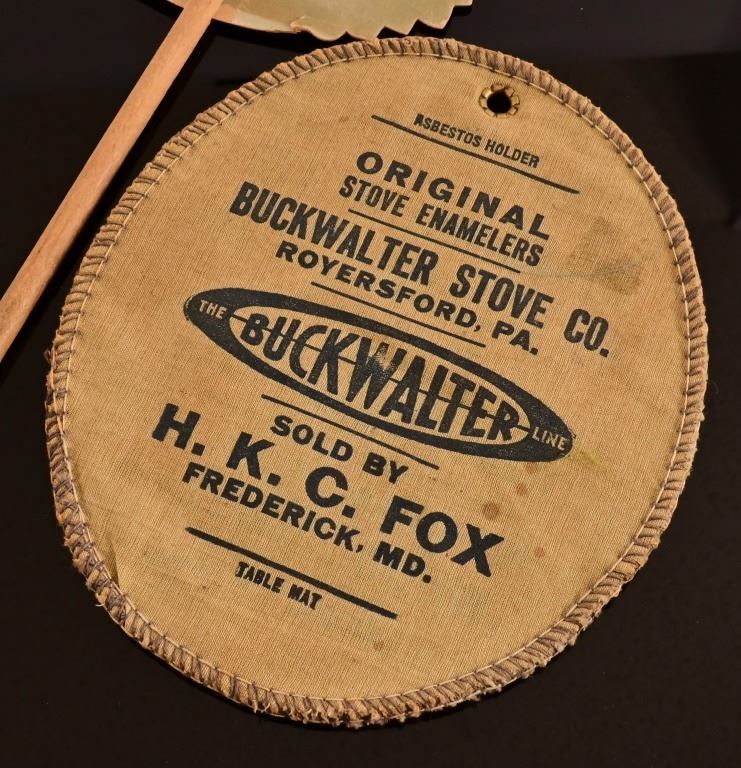 ASBESTOS HOLDER
ORIGINAL
STOVE ENAMELERS
BUCKWALTER STOVE CO.
ROYERSFORD, PA.
THE BUCKWALTER LINE
SOLD BY
H. K. C. FOX
FREDERICK, MD.
TABLE MAT